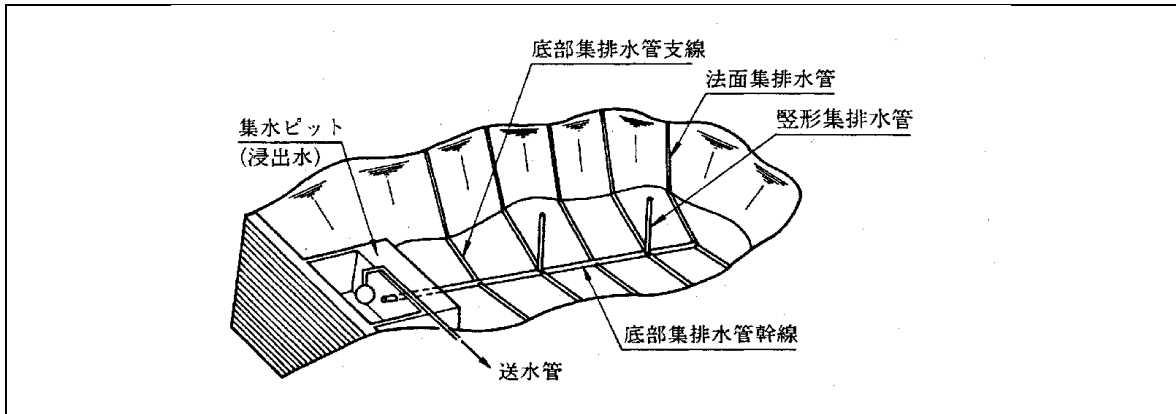 底部集排水管支線
法面集排水管
竪形集排水管
集水ピット
(浸出水)
底部集排水管幹線
送水管